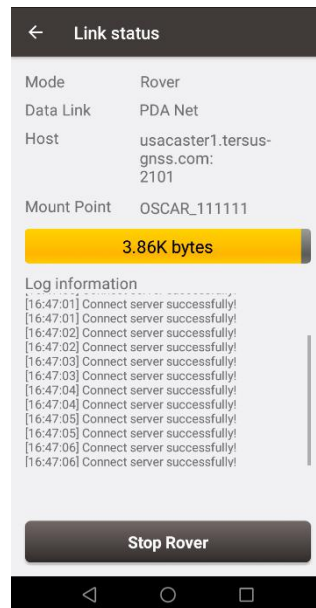 Link status
Mode Rover
Data Link PDA Net
Host usacaster1.tersus-
gnss.com:
2101
Mount Point OSCAR_111111
3.86K bytes
Log information
[16:47:01] Connect server successfully!
[16:47:01] Connect server successfully!
[16:47:02] Connect server successfully!
[16:47:02] Connect server successfully!
[16:47:03] Connect server successfully!
[16:47:03] Connect server successfully!
[16:47:04] Connect server successfully!
[16:47:04] Connect server successfully!
[16:47:05] Connect server successfully!
[16:47:05] Connect server successfully!
[16:47:06] Connect server successfully!
[16:47:06] Connect server successfully!
Stop Rover